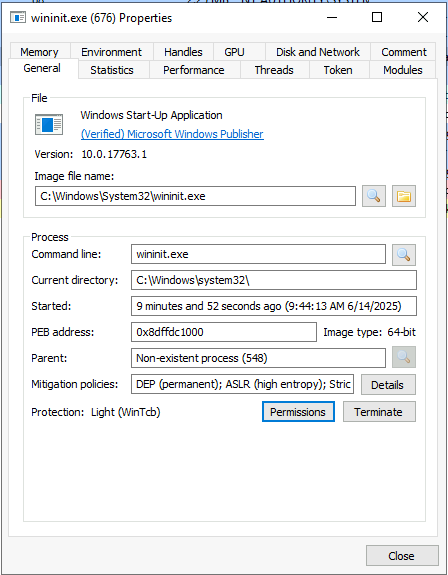 wininit.exe (676) Properties
Memory Environment Handles GPU Disk and Network Comment
General Statistics Performance Threads Token Modules
File
Windows Start-Up Application
(Verified) Microsoft Windows Publisher
Version: 10.0.17763.1
Image file name:
C:\Windows\System32\wininit.exe
Process
Command line: wininit.exe
Current directory: C:\Windows\system32\
Started: 9 minutes and 52 seconds ago (9:44:13 AM 6/14/2025)
PEB address: 0x8dffdc1000 Image type: 64-bit
Parent: Non-existent process (548)
Mitigation policies: DEP (permanent); ASLR (high entropy); Stric Details
Protection: Light (WinTcb) Permissions Terminate
Close